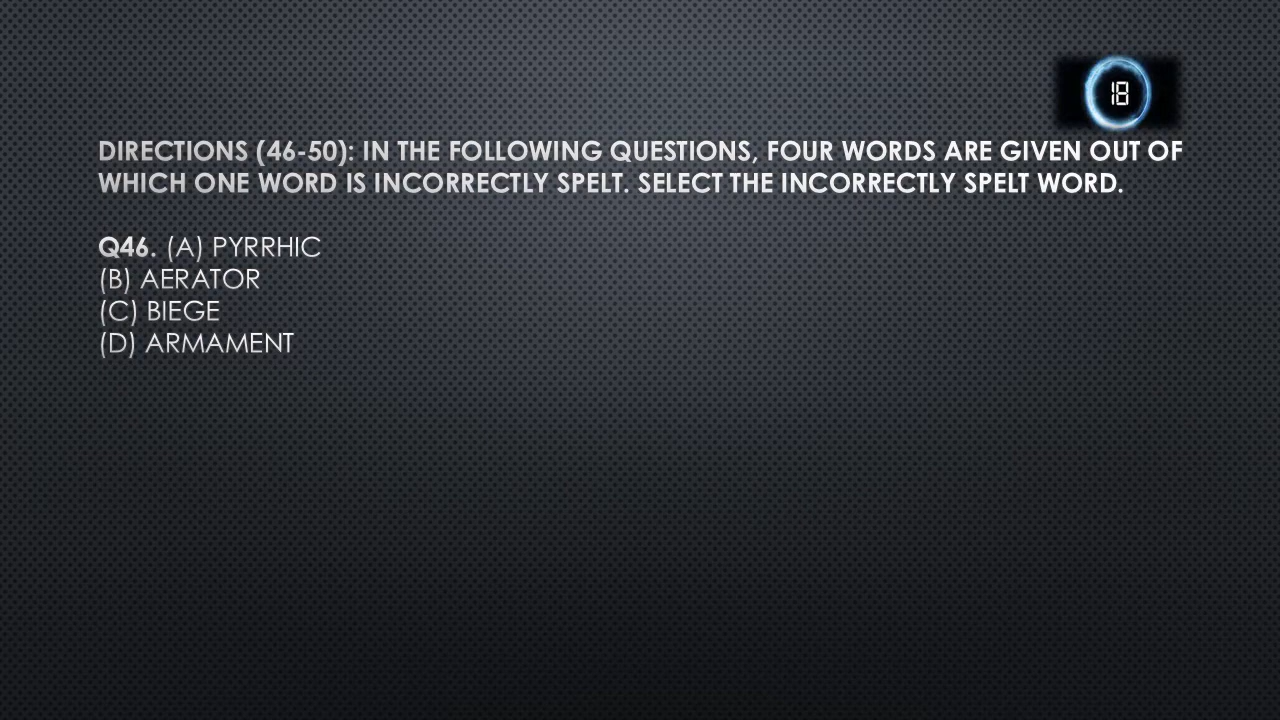 18
DIRECTIONS (46-50): IN THE FOLLOWING QUESTIONS, FOUR WORDS ARE GIVEN OUT OF
WHICH ONE WORD IS INCORRECTLY SPELT. SELECT THE INCORRECTLY SPELT WORD.
Q46. (A) PYRRHIC
(B) AERATOR
(C) BIEGE
(D) ARMAMENT